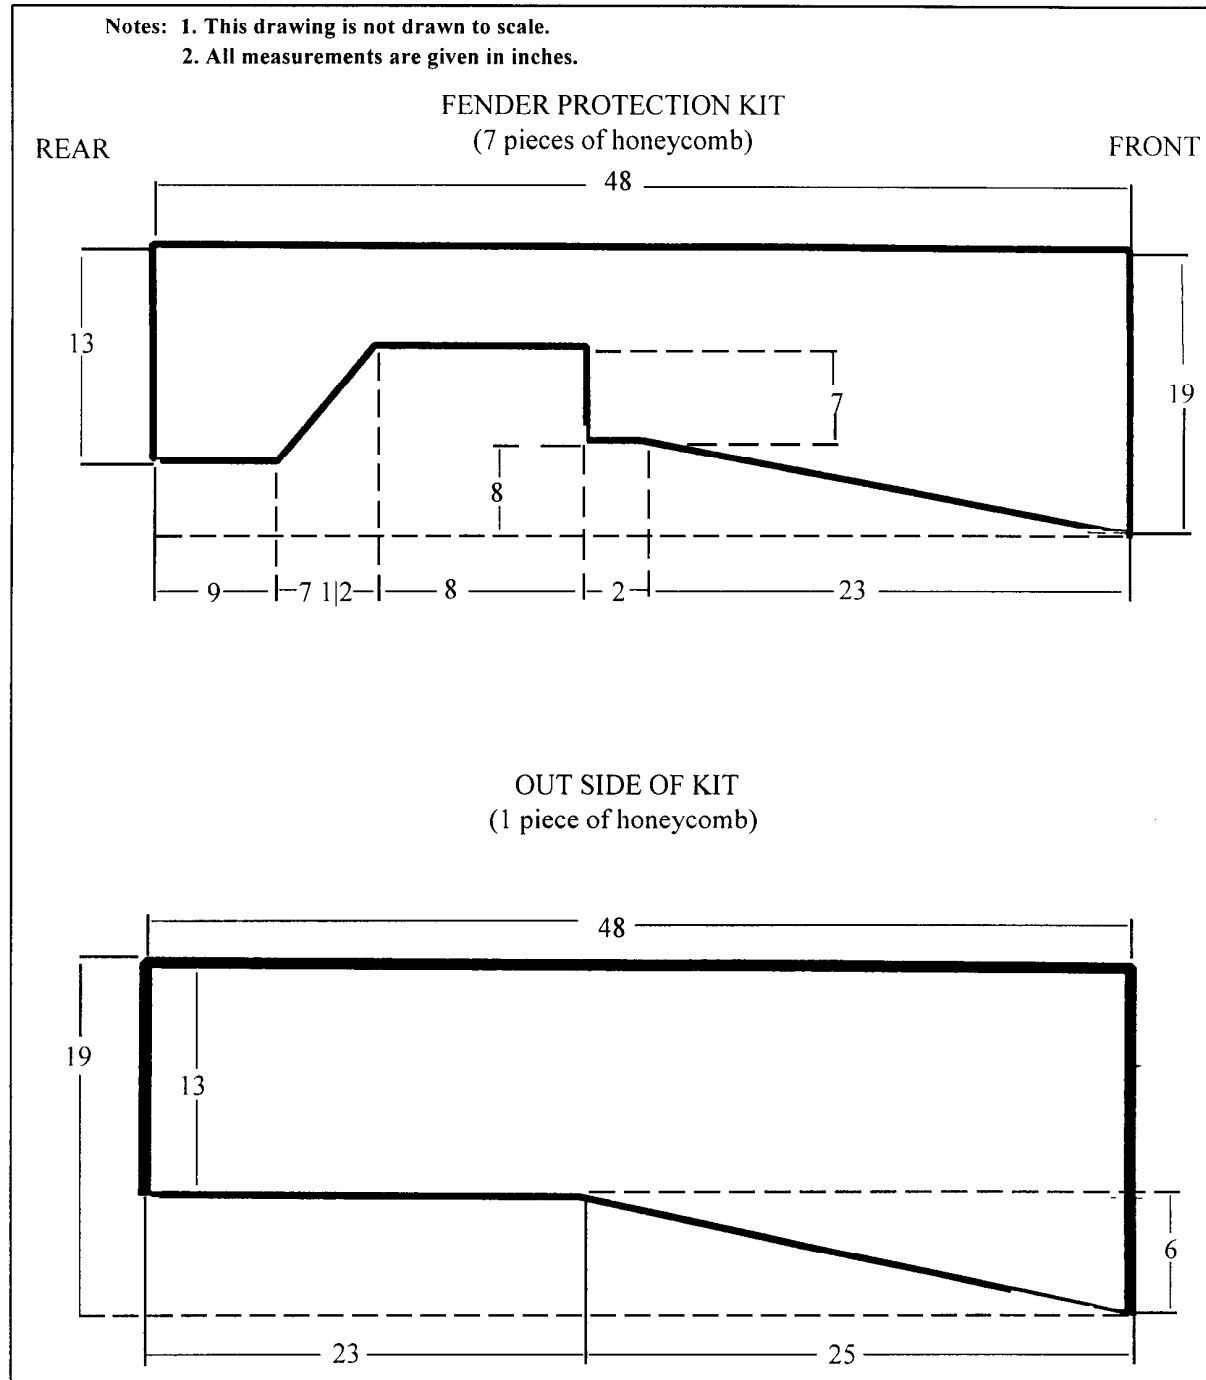 Notes: 1. This drawing is not drawn to scale.
2. All measurements are given in inches.
FENDER PROTECTION KIT
(7 pieces of honeycomb)
REAR
FRONT
48
13
19
7
8
9
7 1|2
8
2
23
OUT SIDE OF KIT
(1 piece of honeycomb)
48
19
13
6
23
25